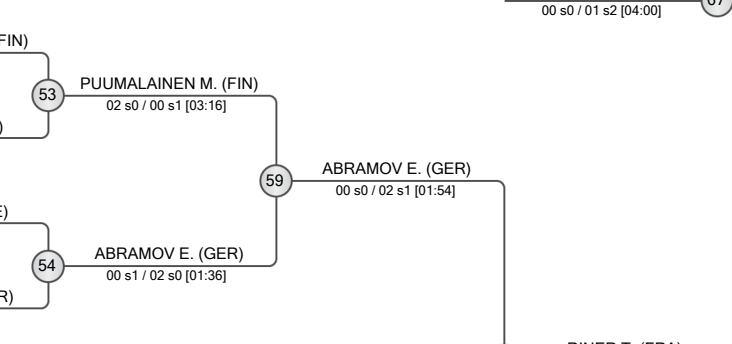 00 s0 / 01 s2 [04:00]
FIN)
53
PUUMALAINEN M. (FIN)
02 s0 / 00 s1 [03:16]
)
59
ABRAMOV E. (GER)
00 s0 / 02 s1 [01:54]
54
ABRAMOV E. (GER)
00 s1 / 02 s0 [01:36]
R)